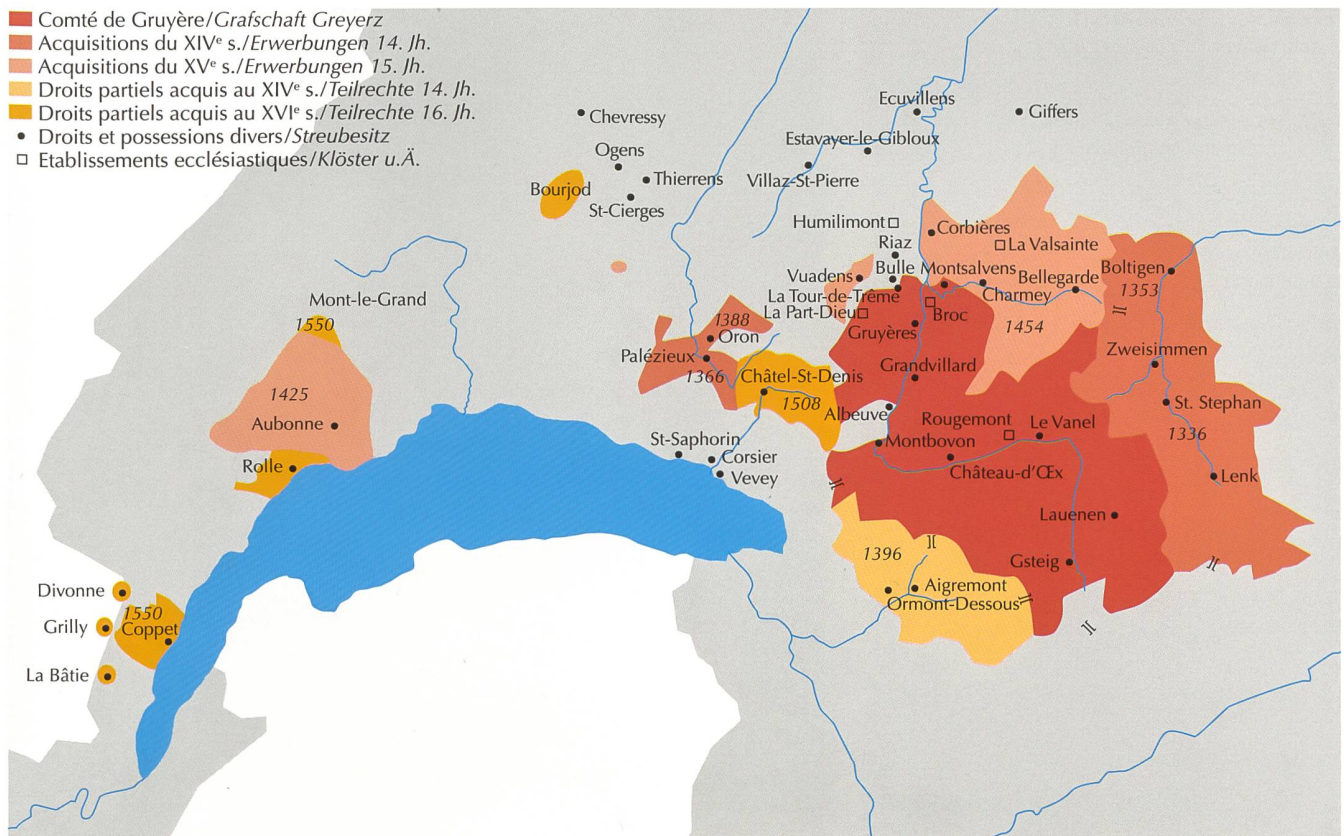 Comté de Gruyère/Grafschaft Greyerz
Acquisitions du XIVe s./Erwerbungen 14. Jh.
Acquisitions du XVe s./Erwerbungen 15. Jh.
Droits partiels acquis au XIVe s./Teilrechte 14. Jh.
Droits partiels acquis au XVIe s./Teilrechte 16. Jh.
Droits et possessions divers/Streubesitz
Etablissements ecclésiastiques/Klöster u.Ä.
Ecuvillens
Giffers
Chevressy
Estavayer-le-Gibloux
Ogens
Thierrens
Villaz-St-Pierre
Bourjod
St-Cierges
Humilimont
Corbières
Riaz
La Valsainte
Vuadens
Bulle
Montsalvens
Bellegarde
Boltigen
La Tour-de-Trême
Charmey
1353
Mont-le-Grand
La Part-Dieu
Broc
1550
1388
Gruyères
1454
Oron
Palézieux
Zweisimmen
1366
Châtel-St-Denis
Grandvillard
1425
1508
Albeuve
St. Stephan
Aubonne
Rougemont
Le Vanel
1336
St-Saphorin
Montbovon
Rolle
Corsier
Château-d'Œx
Vevey
Lenk
Lauenen
1396
Gsteig
Divonne
Aigremont
1550
Ormont-Dessous
Grilly
Coppet
La Bâtie